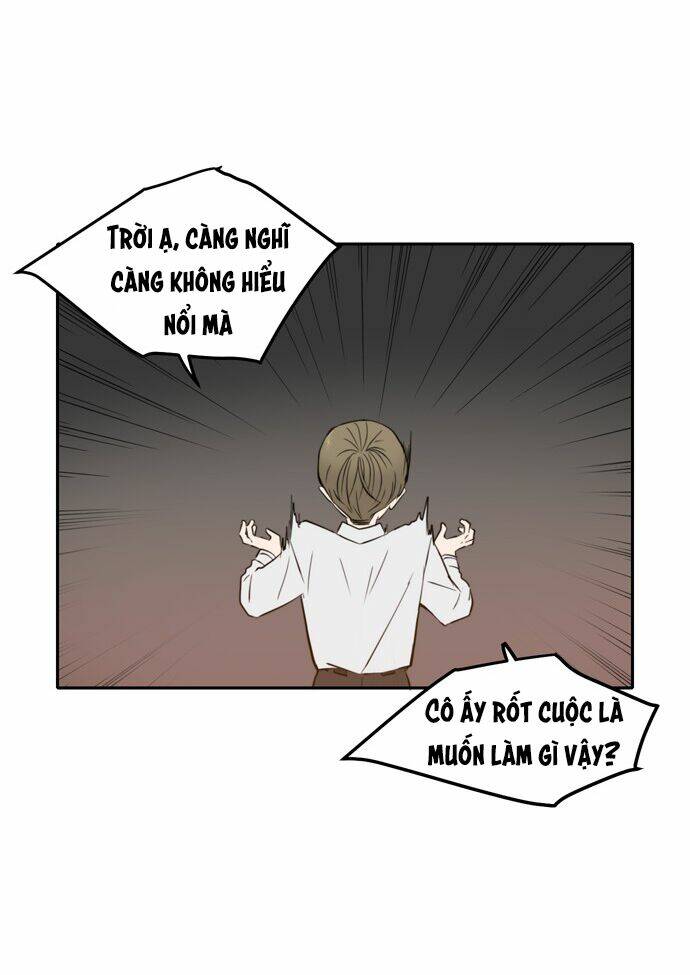 TRỜI Ạ, CÀNG NGHĨ
CÀNG KHÔNG HIỂU
NỔI MÀ
CÔ ẤY RỐT CUỘC LÀ
MUỐN LÀM GÌ VẬY?